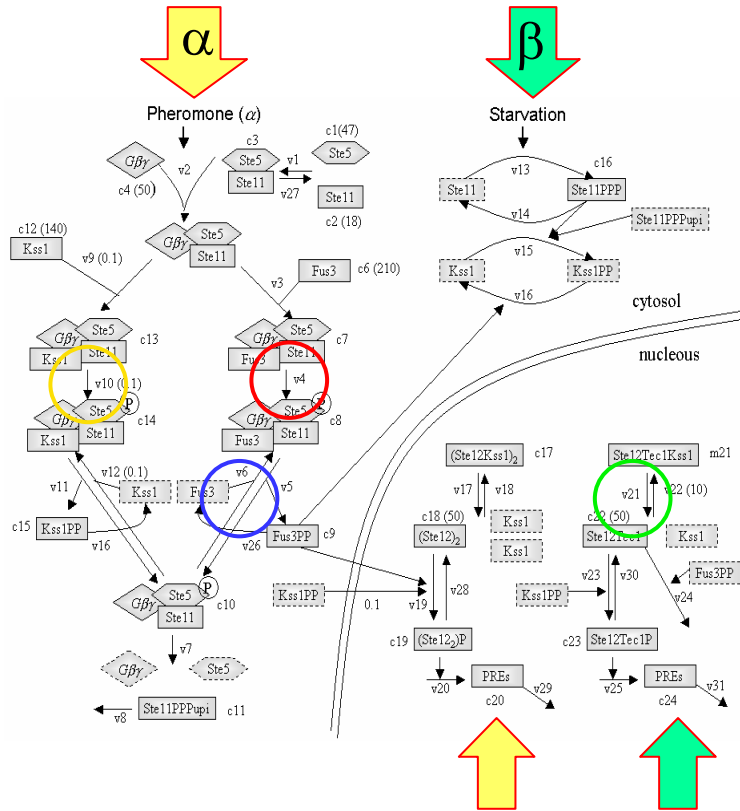 α
β
Pheromone (α)
Starvation
Gβγ
c4 (50)
v2
c3
Ste5
Ste11
v1
v27
c1(47)
Ste5
Ste11
c2 (18)
v13
c16
Ste11
Ste11PPP
v14
Ste11PPPupi
v15
Kss1
Kss1PP
v16
cytosol
nucleous
c12 (140)
Kss1
v9 (0.1)
Gβγ
Ste5
Ste11
v3
Fus3
c6 (210)
Gβγ
Ste5
Kss1
Ste11
c13
Gβγ
Ste5
Fus3
Ste11
c7
v10 (0.1)
v4
Gβγ
Ste5
P
Kss1
Ste11
c14
Gβγ
Ste5
P
Fus3
Ste11
c8
v11
v12 (0.1)
Kss1
Fus3
v6
v5
c15
Kss1PP
v16
v26
Fus3PP
c9
Gβγ
Ste5
P
Ste11
c10
v7
Gβγ
Ste5
v8
Ste11PPPupi
c11
(Ste12Kss1)2
c17
v17
v18
Kss1
Kss1
c18 (50)
(Ste12)2
Kss1PP
0.1
v19
v28
c19
(Ste122)P
v20
PREs
c20
v29
Ste12Tec1Kss1
m21
v21
v22 (10)
c22 (50)
Ste12Tec1
Kss1
v23
v30
Kss1PP
Fus3PP
v24
c23
Ste12Tec1P
v25
PREs
c24
v31